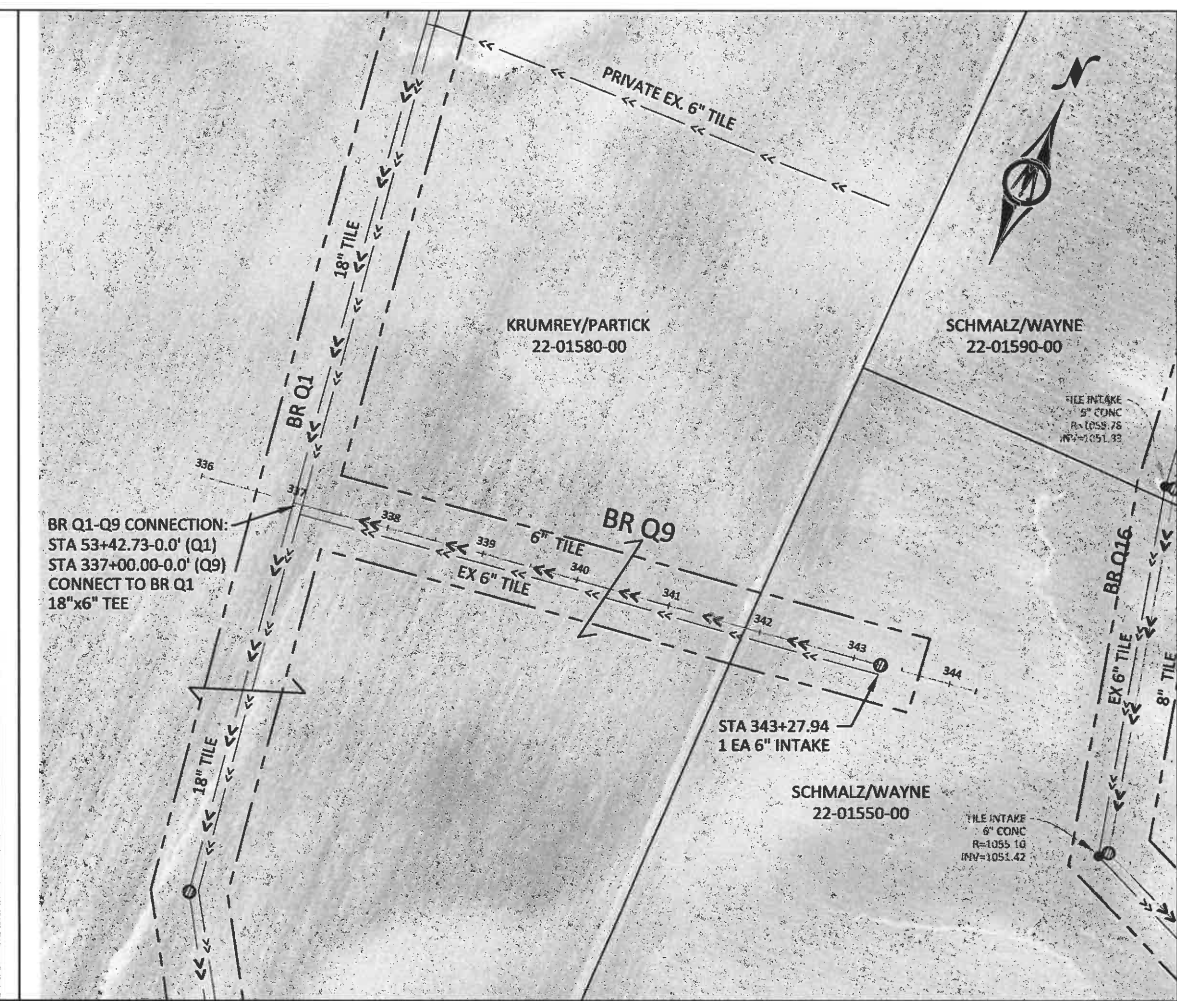 PRIVATE EX. 6" TILE
N
18" TILE
KRUMREY/PARTICK
22-01580-00
SCHMALZ/WAYNE
22-01590-00
TILE INTAKE
CONC
BR Q1
336
337
338
339
340
341
342
343
344
BR Q9
6" TILE
EX 6" TILE
BR Q1-Q9 CONNECTION:
STA 53+42.73-0.0' (Q1)
STA 337+00.00-0.0' (Q9)
CONNECT TO BR Q1
18"x6" TEE
BR Q16
EX 6" TILE
8" TILE
STA 343+27.94
1 EA 6" INTAKE
18" TILE
SCHMALZ/WAYNE
22-01550-00
TILE INTAKE
6" CONC
R=1055.10
INV=1051.42